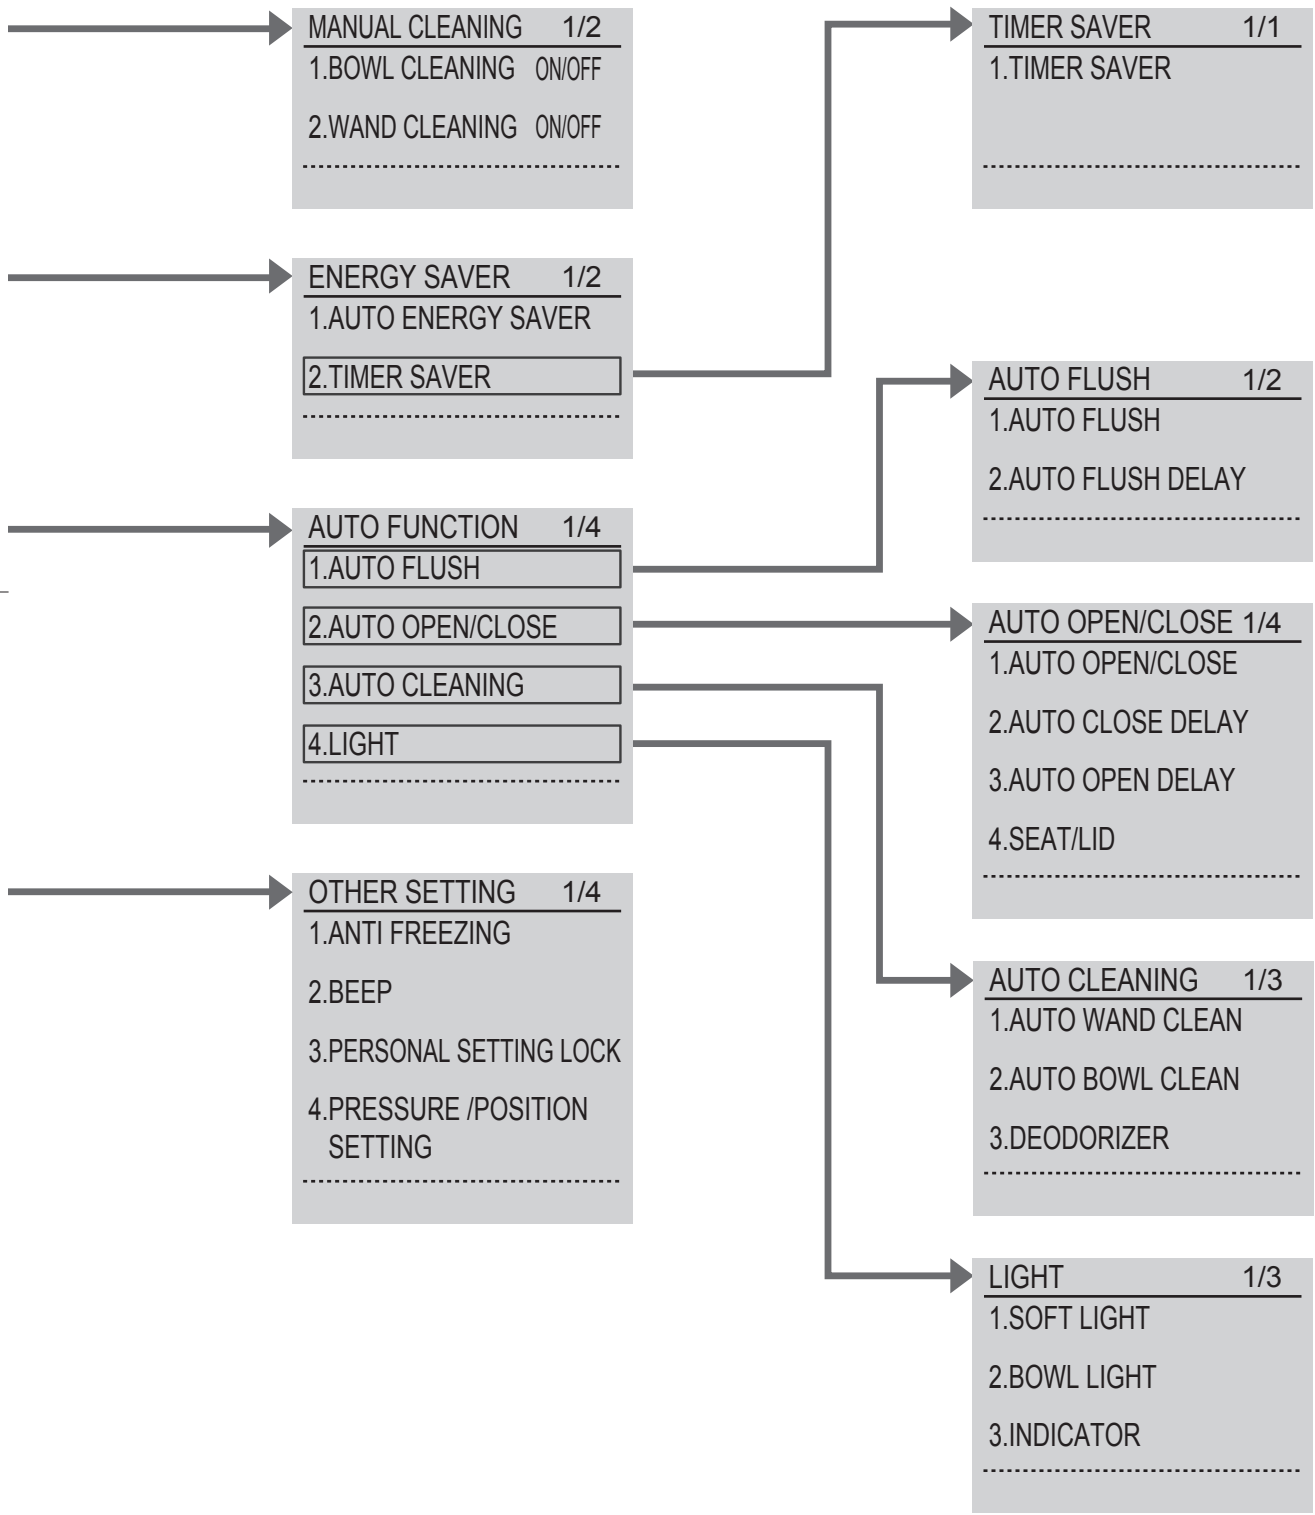 MANUAL CLEANING 1/2
1.BOWL CLEANING ON/OFF
2.WAND CLEANING ON/OFF
ENERGY SAVER 1/2
1.AUTO ENERGY SAVER
2.TIMER SAVER
AUTO FUNCTION 1/4
1.AUTO FLUSH
2.AUTO OPEN/CLOSE
3.AUTO CLEANING
4.LIGHT
OTHER SETTING 1/4
1.ANTI FREEZING
2.BEEP
3.PERSONAL SETTING LOCK
4.PRESSURE /POSITION
SETTING
TIMER SAVER 1/1
1.TIMER SAVER
AUTO FLUSH 1/2
1.AUTO FLUSH
2.AUTO FLUSH DELAY
AUTO OPEN/CLOSE 1/4
1.AUTO OPEN/CLOSE
2.AUTO CLOSE DELAY
3.AUTO OPEN DELAY
4.SEAT/LID
AUTO CLEANING 1/3
1.AUTO WAND CLEAN
2.AUTO BOWL CLEAN
3.DEODORIZER
LIGHT 1/3
1.SOFT LIGHT
2.BOWL LIGHT
3.INDICATOR